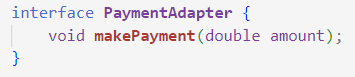 interface PaymentAdapter {
    void makePayment(double amount);
}